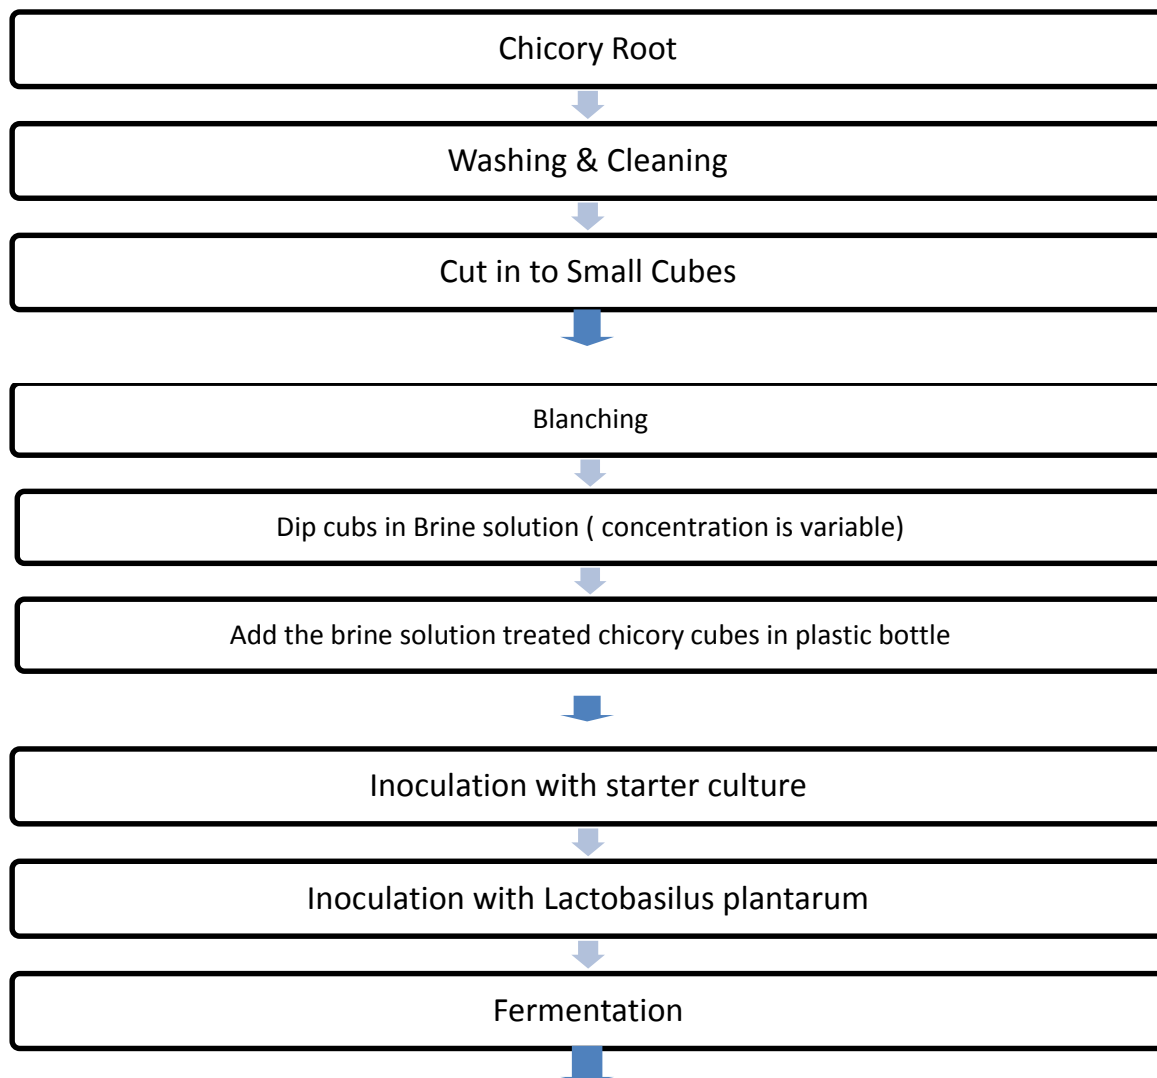 Chicory Root
Washing & Cleaning
Cut in to Small Cubes
Blanching
Dip cubs in Brine solution ( concentration is variable)
Add the brine solution treated chicory cubes in plastic bottle
Inoculation with starter culture
Inoculation with Lactobasilus plantarum
Fermentation